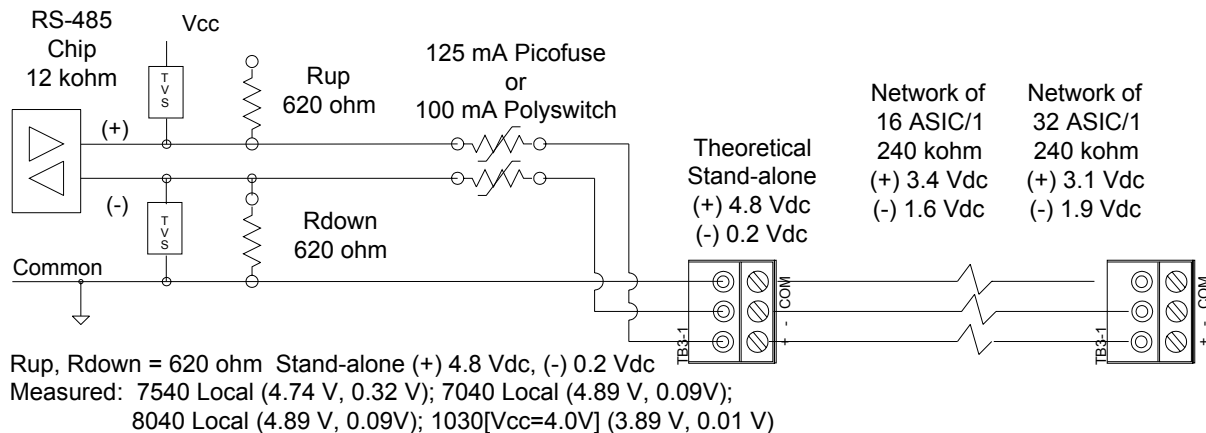 RS-485
Chip
12 kohm
Vcc
TVS
(+)
(-)
TVS
Common
Rup
620 ohm
Rdown
620 ohm
125 mA Picofuse
or
100 mA Polyswitch
Theoretical
Stand-alone
(+) 4.8 Vdc
(-) 0.2 Vdc
Network of
16 ASIC/1
240 kohm
(+) 3.4 Vdc
(-) 1.6 Vdc
Network of
32 ASIC/1
240 kohm
(+) 3.1 Vdc
(-) 1.9 Vdc
TB3-1
+ - COM
TB3-1
+ - COM
Rup, Rdown = 620 ohm Stand-alone (+) 4.8 Vdc, (-) 0.2 Vdc
Measured: 7540 Local (4.74 V, 0.32 V); 7040 Local (4.89 V, 0.09V);
8040 Local (4.89 V, 0.09V); 1030[Vcc=4.0V] (3.89 V, 0.01 V)